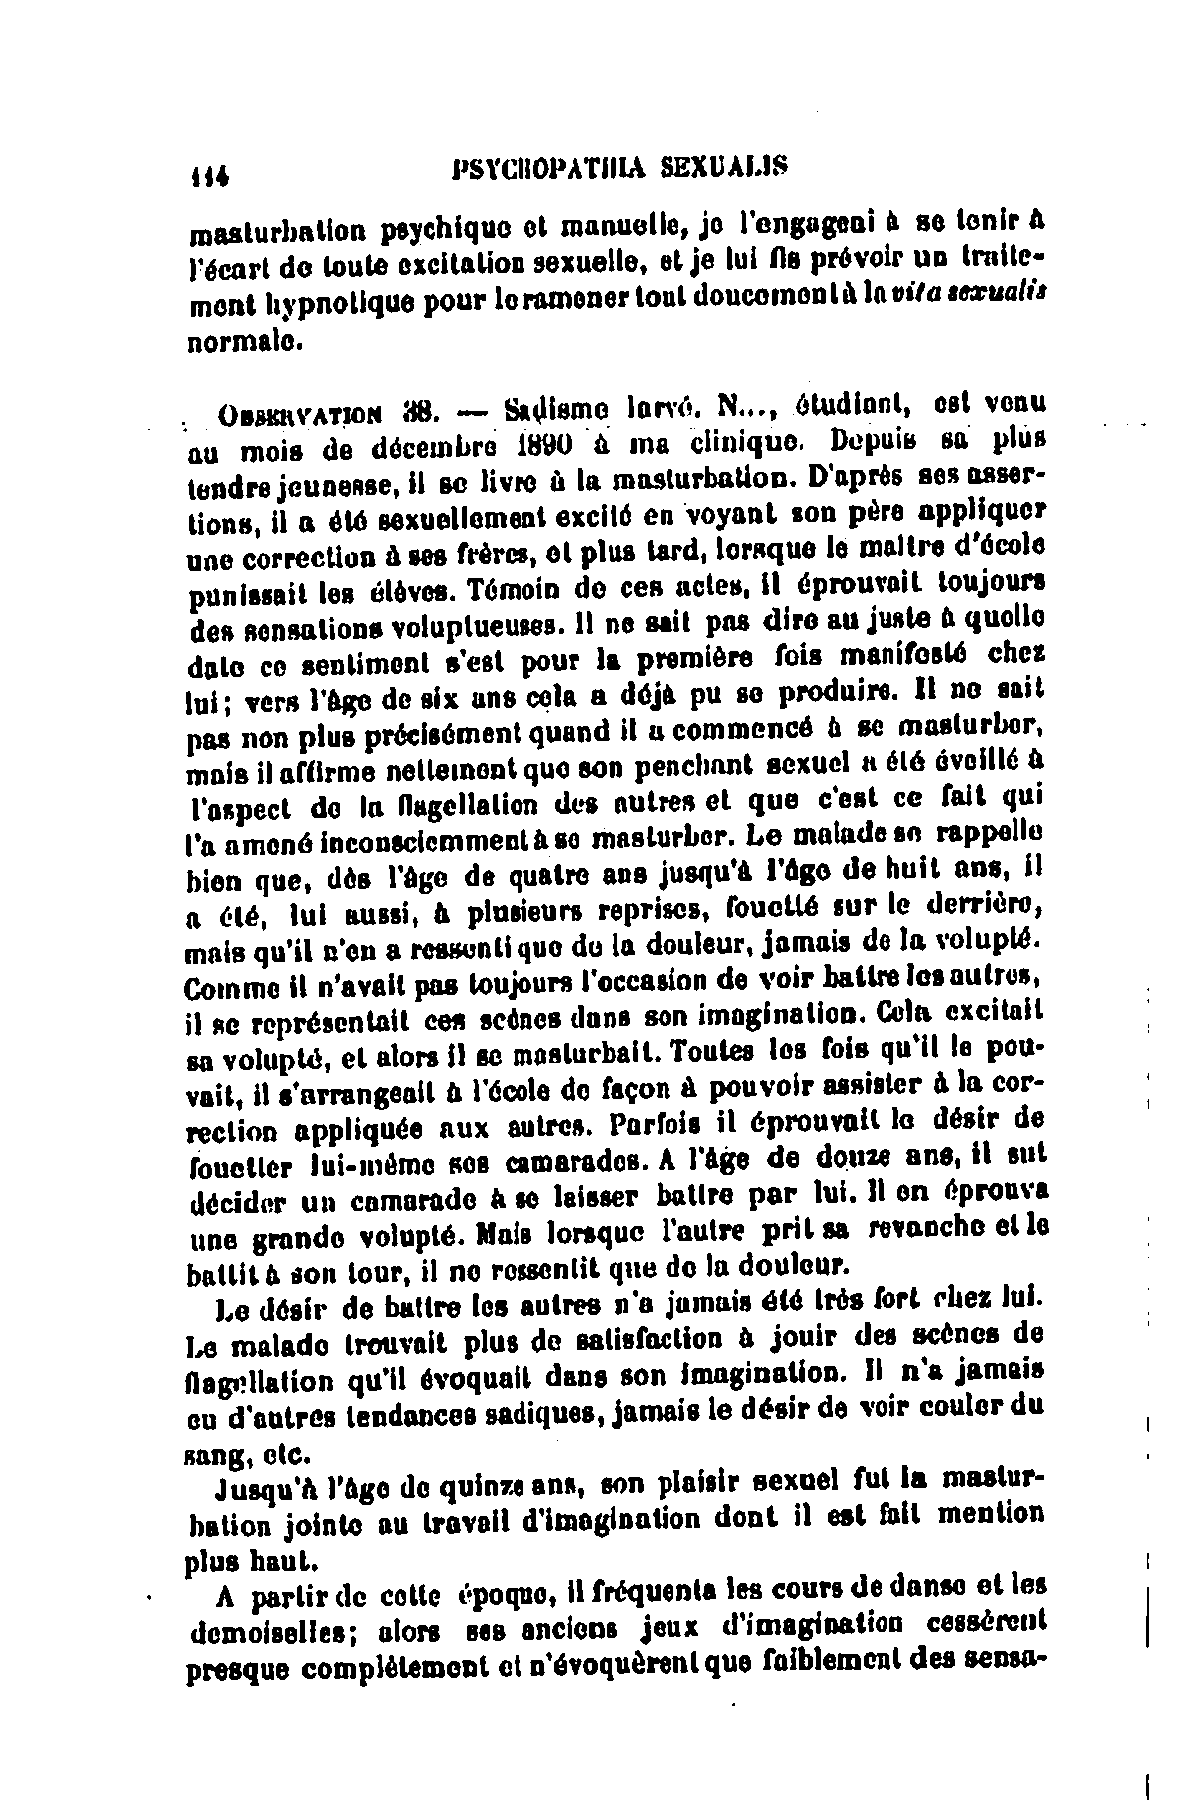 114 PSYCHOPATHIA SEXUALIS
masturbation psychique et manuelle, je l'engageai à se tenir à
l'écart de toute excitation sexuelle, et je lui fis prévoir un traite-
ment hypnotique pour le ramener tout doucement à la vita sexualis
normale.
OBSERVATION 38. — Sadisme larvé. N..., étudiant, est venu
au mois de décembre 1890 à ma clinique. Depuis sa plus
tendre jeunesse, il se livre à la masturbation. D'après ses asser-
tions, il a été sexuellement excité en voyant son père appliquer
une correction à ses frères, et plus tard, lorsque le maître d'école
punissait les élèves. Témoin de ces actes, il éprouvait toujours
des sensations voluptueuses. Il ne sait pas dire au juste à quelle
date ce sentiment s'est pour la première fois manifesté chez
lui; vers l'âge de six ans cela a déjà pu se produire. Il ne sait
pas non plus précisément quand il a commencé à se masturber,
mais il affirme nettement que son penchant sexuel a été éveillé à
l'aspect de la flagellation des autres et que c'est ce fait qui
l'a amené inconsciemment à se masturber. Le malade se rappelle
bien que, dès l'âge de quatre ans jusqu'à l'âge de huit ans, il
a été, lui aussi, à plusieurs reprises, fouetté sur le derrière,
mais qu'il n'en a ressenti que de la douleur, jamais de la volupté.
Comme il n'avait pas toujours l'occasion de voir battre les autres,
il se représentait ces scènes dans son imagination. Cela excitait
sa volupté, et alors il se masturbait. Toutes les fois qu'il le pou-
vait, il s'arrangeait à l'école de façon à pouvoir assister à la cor-
rection appliquée aux autres. Parfois il éprouvait le désir de
fouetter lui-même ses camarades. A l'âge de douze ans, il sut
décider un camarade à se laisser battre par lui. Il en éprouva
une grande volupté. Mais lorsque l'autre prit sa revanche et le
battit à son tour, il ne ressentit que de la douleur.
Le désir de battre les autres n'a jamais été très fort chez lui.
Le malade trouvait plus de satisfaction à jouir des scènes de
flagellation qu'il évoquait dans son imagination. Il n'a jamais
eu d'autres tendances sadiques, jamais le désir de voir couler du
sang, etc.
Jusqu'à l'âge de quinze ans, son plaisir sexuel fut la mastur-
bation jointe au travail d'imagination dont il est fait mention
plus haut.
A partir de cette époque, il fréquenta les cours de danse et les
demoiselles; alors ses anciens jeux d'imagination cessèrent
presque complètement et n'évoquèrent que faiblement des sensa-